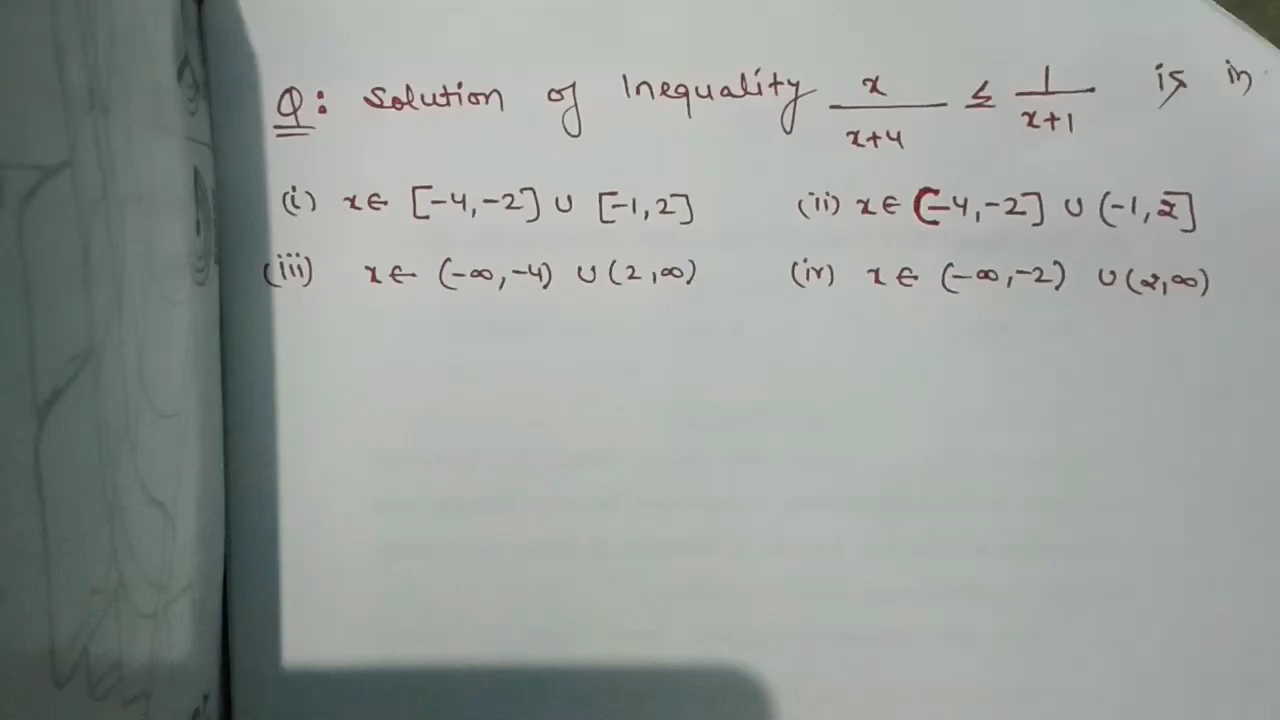 Q: Solution of Inequality x/(x+4) ≤ 1/(x+1) is in
(i) x∈ [-4,-2] ∪ [-1,2] (ii) x∈ (-4,-2] ∪ (-1,2]
(iii) x∈ (-∞,-4) ∪ (2,∞) (iv) x∈ (-∞,-2) ∪ (2,∞)